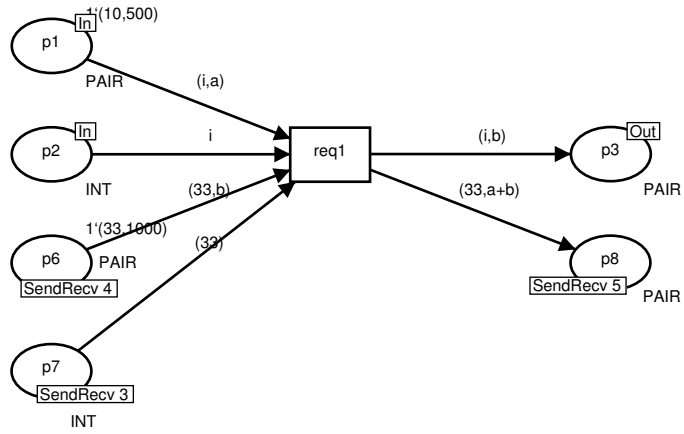 1`(10,500)
In
p1
PAIR
(i,a)
In
p2
i
INT
req1
(i,b)
Out
p3
PAIR
(33,b)
1`(33,1000)
p6
PAIR
SendRecv 4
(33)
(33,a+b)
p8
SendRecv 5
PAIR
p7
SendRecv 3
INT